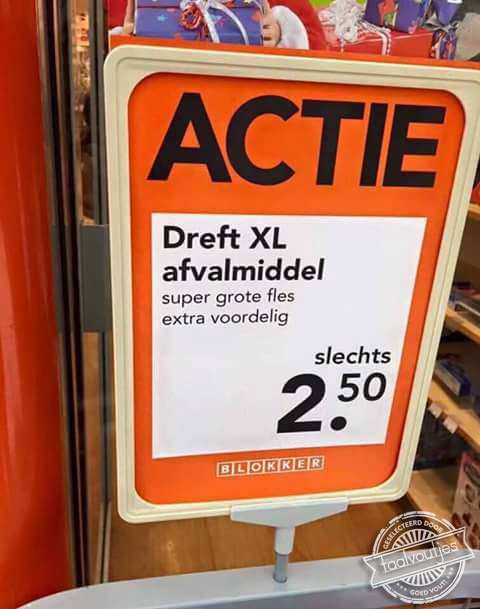 ACTIE
Dreft XL
afvalmiddel
super grote fles
extra voordelig
slechts
2.50
BLOKKER
GESELECTEERD DOOR
taalvoutjes
GOED VOUT!